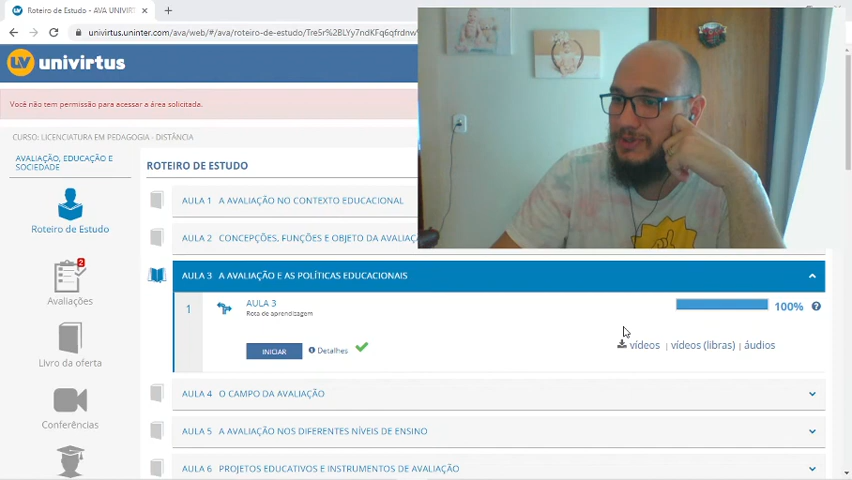 Roteiro de Estudo - AVA UNIVIRT
univirtus.uninter.com/ava/web/#/ava/roteiro-de-estudo/
univirtus
Você não tem permissão para acessar a área solicitada.
CURSO: LICENCIATURA EM PEDAGOGIA - DISTÂNCIA
AVALIAÇÃO, EDUCAÇÃO E
SOCIEDADE
Roteiro de Estudo
2
Avaliações
Livro da oferta
Conferências
ROTEIRO DE ESTUDO
AULA 1 A AVALIAÇÃO NO CONTEXTO EDUCACIONAL
AULA 2 CONCEPÇÕES, FUNÇÕES E OBJETO DA
AULA 3 A AVALIAÇÃO E AS POLÍTICAS EDUCACIONAIS
1
AULA 3
Rota de aprendizagem
100%
INICIAR
Detalhes
vídeos | vídeos (libras) | áudios
AULA 4 O CAMPO DA AVALIAÇÃO
AULA 5 A AVALIAÇÃO NOS DIFERENTES NÍVEIS DE ENSINO
AULA 6 PROJETOS EDUCATIVOS E INSTRUMENTOS DE AVALIAÇÃO